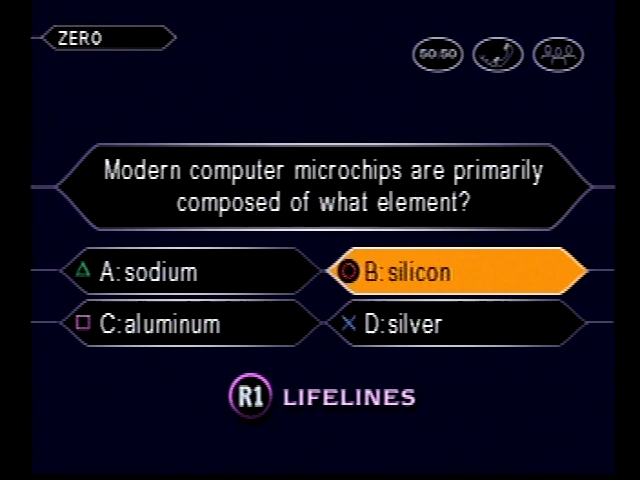 ZERO
50:50
Modern computer microchips are primarily
composed of what element?
A: sodium
B: silicon
C: aluminum
D: silver
R1 LIFELINES